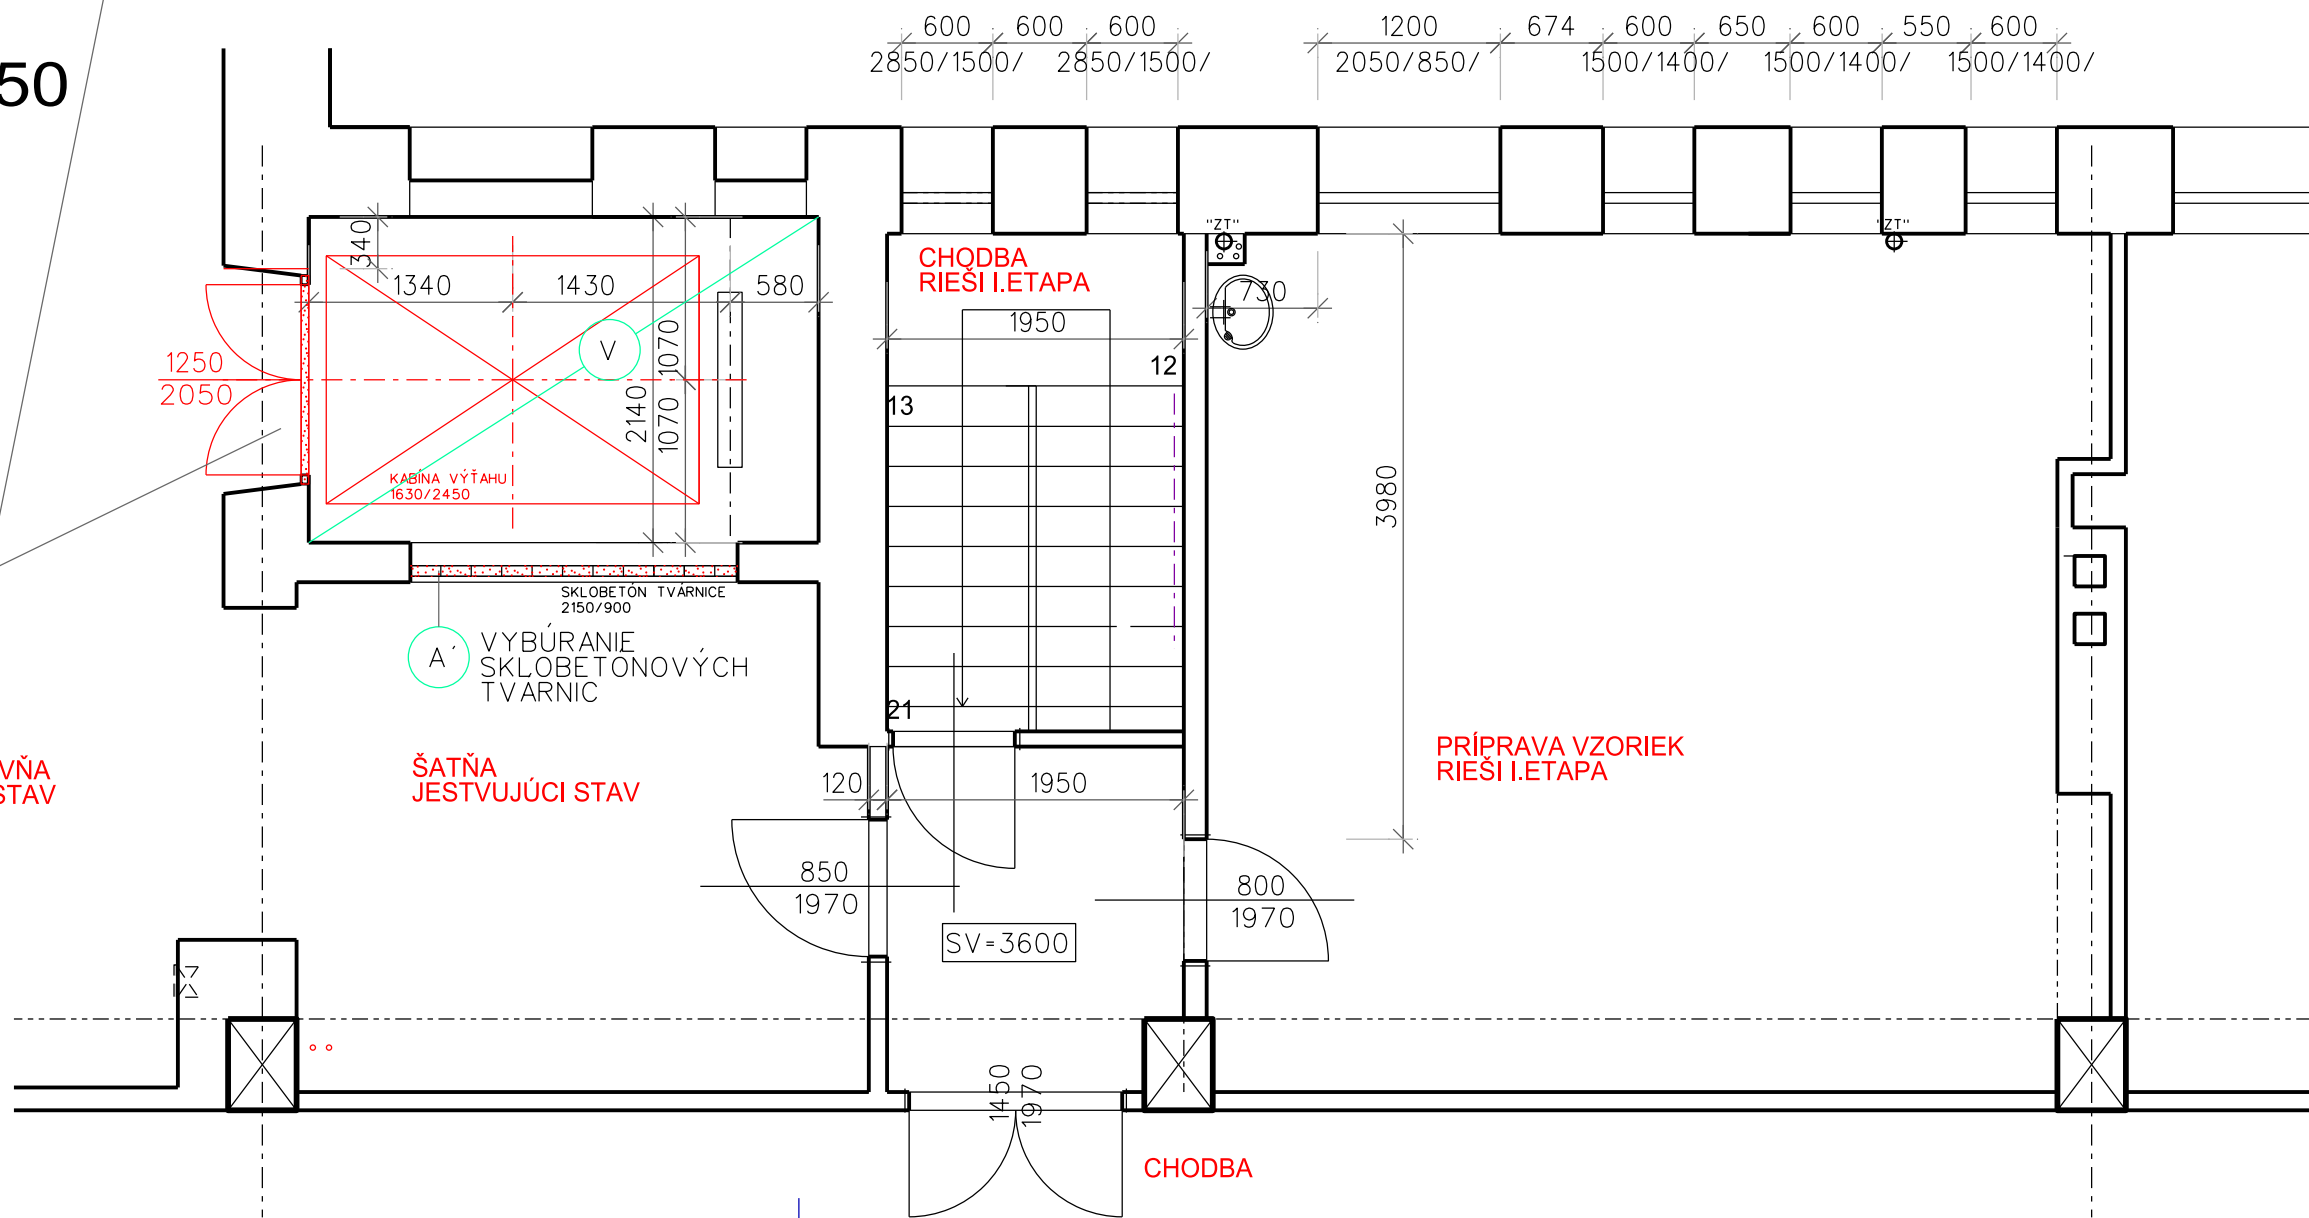 600 600 600 1200 674 600 650 600 550 600
2850/1500/ 2850/1500/ 2050/850/ 1500/1400/ 1500/1400/ 1500/1400/
50
"ZT" "ZT"
340
CHODBA
RIEŠI I.ETAPA
1340 1430 580
730
1950
1070
V
12
1250
2050
2140
1070
13
KABÍNA VÝŤAHU
1630/2450
3980
SKLOBETÓN TVÁRNICE
2150/900
A´
VYBÚRANIE
SKLOBETÓNOVÝCH
TVÁRNIC
21
PRÍPRAVA VZORIEK
RIEŠI I.ETAPA
VŇA
STAV
ŠATŇA
JESTVUJÚCI STAV
120 1950
850
1970
800
1970
SV=3600
1450
1970
CHODBA